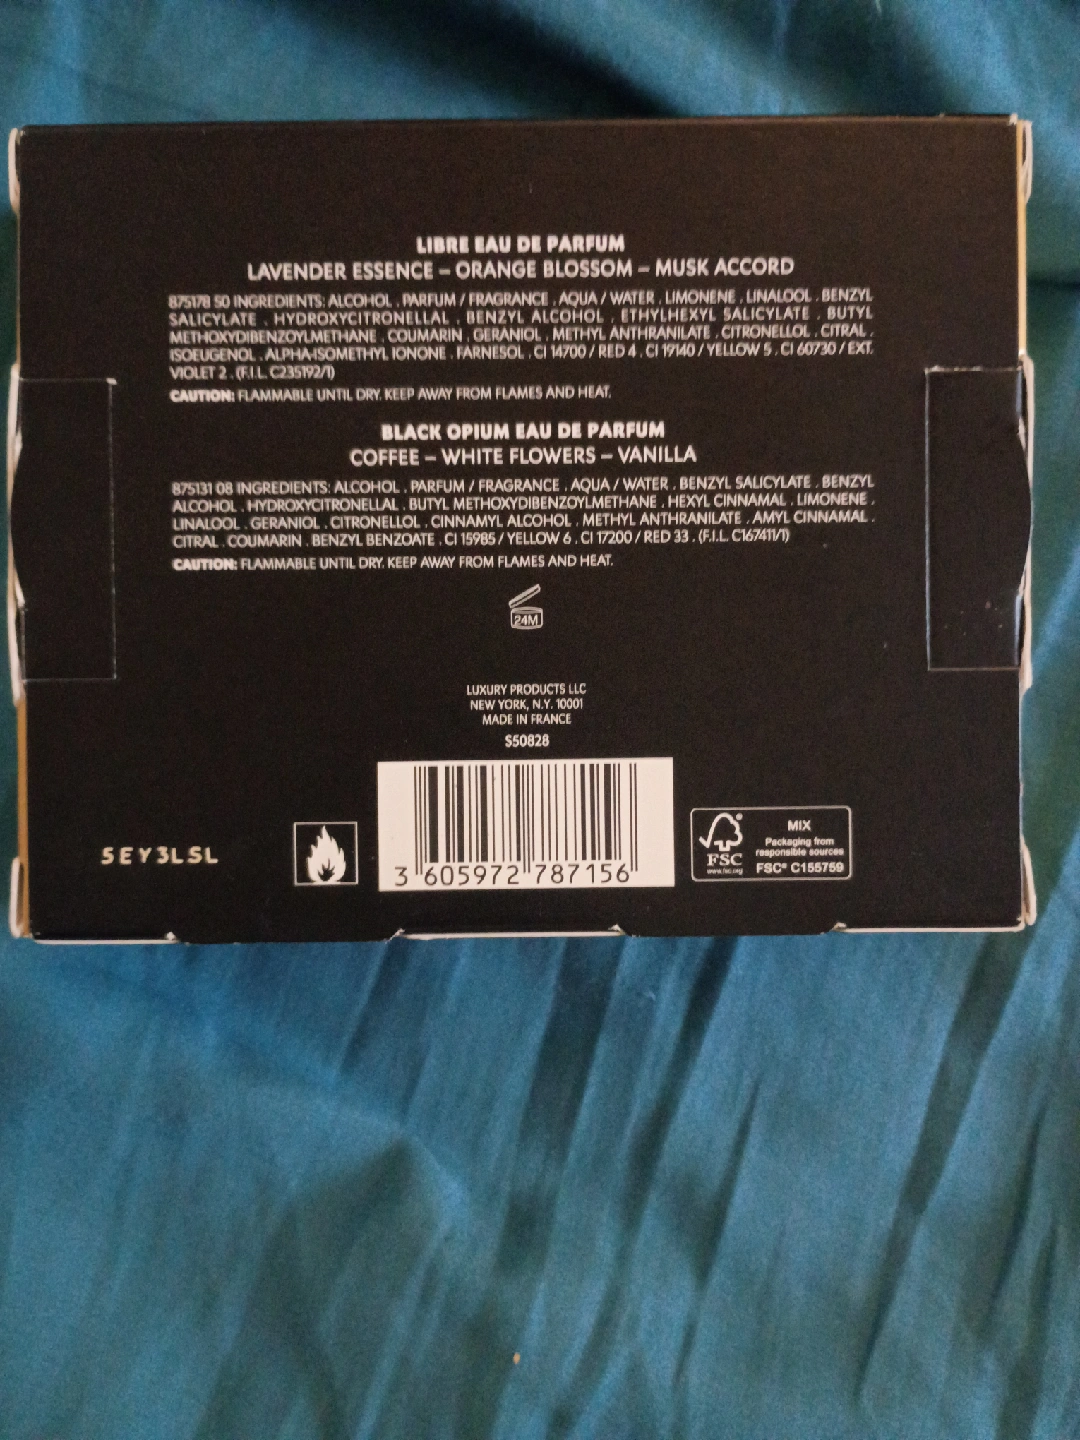 LIBRE EAU DE PARFUM
LAVENDER ESSENCE – ORANGE BLOSSOM – MUSK ACCORD
875178 50 INGREDIENTS: ALCOHOL . PARFUM / FRAGRANCE . AQUA / WATER . LIMONENE . LINALOOL . BENZYL
SALICYLATE . HYDROXYCITRONELLAL . BENZYL ALCOHOL . ETHYLHEXYL SALICYLATE . BUTYL
METHOXYDIBENZOYLMETHANE . COUMARIN . GERANIOL . METHYL ANTHRANILATE . CITRONELLOL . CITRAL .
ISOEUGENOL . ALPHA-ISOMETHYL IONONE . FARNESOL . CI 14700 / RED 4 . CI 19140 / YELLOW 5 . CI 60730 / EXT.
VIOLET 2 . (F.I.L. C235192/1)
CAUTION: FLAMMABLE UNTIL DRY. KEEP AWAY FROM FLAMES AND HEAT.
BLACK OPIUM EAU DE PARFUM
COFFEE – WHITE FLOWERS – VANILLA
875131 08 INGREDIENTS: ALCOHOL . PARFUM / FRAGRANCE . AQUA / WATER . BENZYL SALICYLATE . BENZYL
ALCOHOL . HYDROXYCITRONELLAL . BUTYL METHOXYDIBENZOYLMETHANE . HEXYL CINNAMAL . LIMONENE .
LINALOOL . GERANIOL . CITRONELLOL . CINNAMYL ALCOHOL . METHYL ANTHRANILATE . AMYL CINNAMAL .
CITRAL . COUMARIN . BENZYL BENZOATE . CI 15985 / YELLOW 6 . CI 17200 / RED 33 . (F.I.L. C167411/1)
CAUTION: FLAMMABLE UNTIL DRY. KEEP AWAY FROM FLAMES AND HEAT.
24M
LUXURY PRODUCTS LLC
NEW YORK, N.Y. 10001
MADE IN FRANCE
S50828
5EY3LSL
3 605972 787156
FSC
www.fsc.org
MIX
Packaging from
responsible sources
FSC® C155759